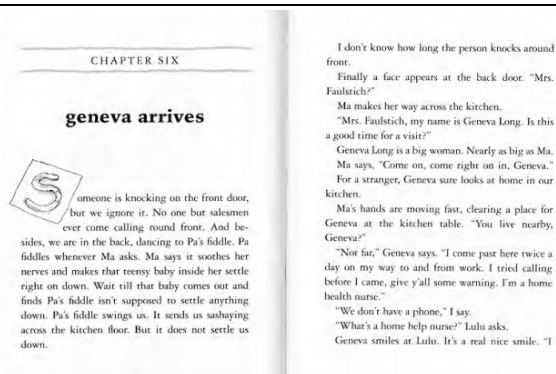 CHAPTER SIX
geneva arrives
Someone is knocking on the front door,
but we ignore it. No one but salesmen
ever come calling round front. And be-
sides, we are in the back, dancing to Pa's fiddle. Pa
fiddles whenever Ma asks. Ma says it soothes her
nerves and makes that teensy baby inside her settle
right on down. Wait till that baby comes out and
finds Pa's fiddle isn't supposed to settle anything
down. Pa's fiddle swings us. It sends us sashaying
across the kitchen floor. But it does not settle us
down.
I don't know how long the person knocks around
front.
Finally a face appears at the back door. "Mrs.
Faulstich?"
Ma makes her way across the kitchen.
"Mrs. Faulstich, my name is Geneva Long. Is this
a good time for a visit?"
Geneva Long is a big woman. Nearly as big as Ma.
Ma says, "Come on, come right on in, Geneva."
For a stranger, Geneva sure looks at home in our
kitchen.
Ma's hands are moving fast, clearing a place for
Geneva at the kitchen table. "You live nearby,
Geneva?"
"Not far," Geneva says. "I come past here twice a
day on my way to and from work. I tried calling
before I came, give y'all some warning. I'm a home
health nurse."
"We don't have a phone," I say.
"What's a home help nurse?" Lulu asks.
Geneva smiles at Lulu. It's a real nice smile. "I